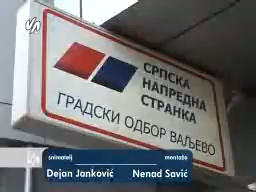 СРПСКА
НАПРЕДНА
СТРАНКА
ГРАДСКИ ОДБОР ВАЉЕВО
snimatelj
montaža
Dejan Janković
Nenad Savić